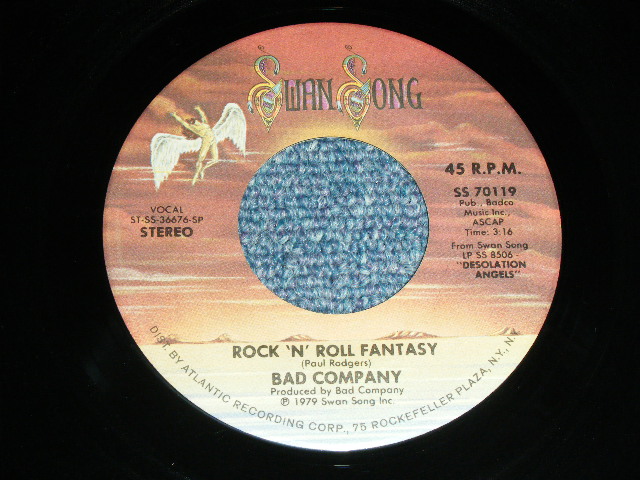 SWAN SONG
45 R.P.M.
SS 70119
Pub., Badco
Music Inc.,
ASCAP
Time: 3:16
From Swan Song
LP SS 8506 -
"DESOLATION
ANGELS"
VOCAL
ST-SS-36676-SP
STEREO
ROCK 'N' ROLL FANTASY
(Paul Rodgers)
BAD COMPANY
Produced by Bad Company
℗ 1979 Swan Song Inc.
DIST. BY ATLANTIC RECORDING CORP., 75 ROCKEFELLER PLAZA, N.Y., N.